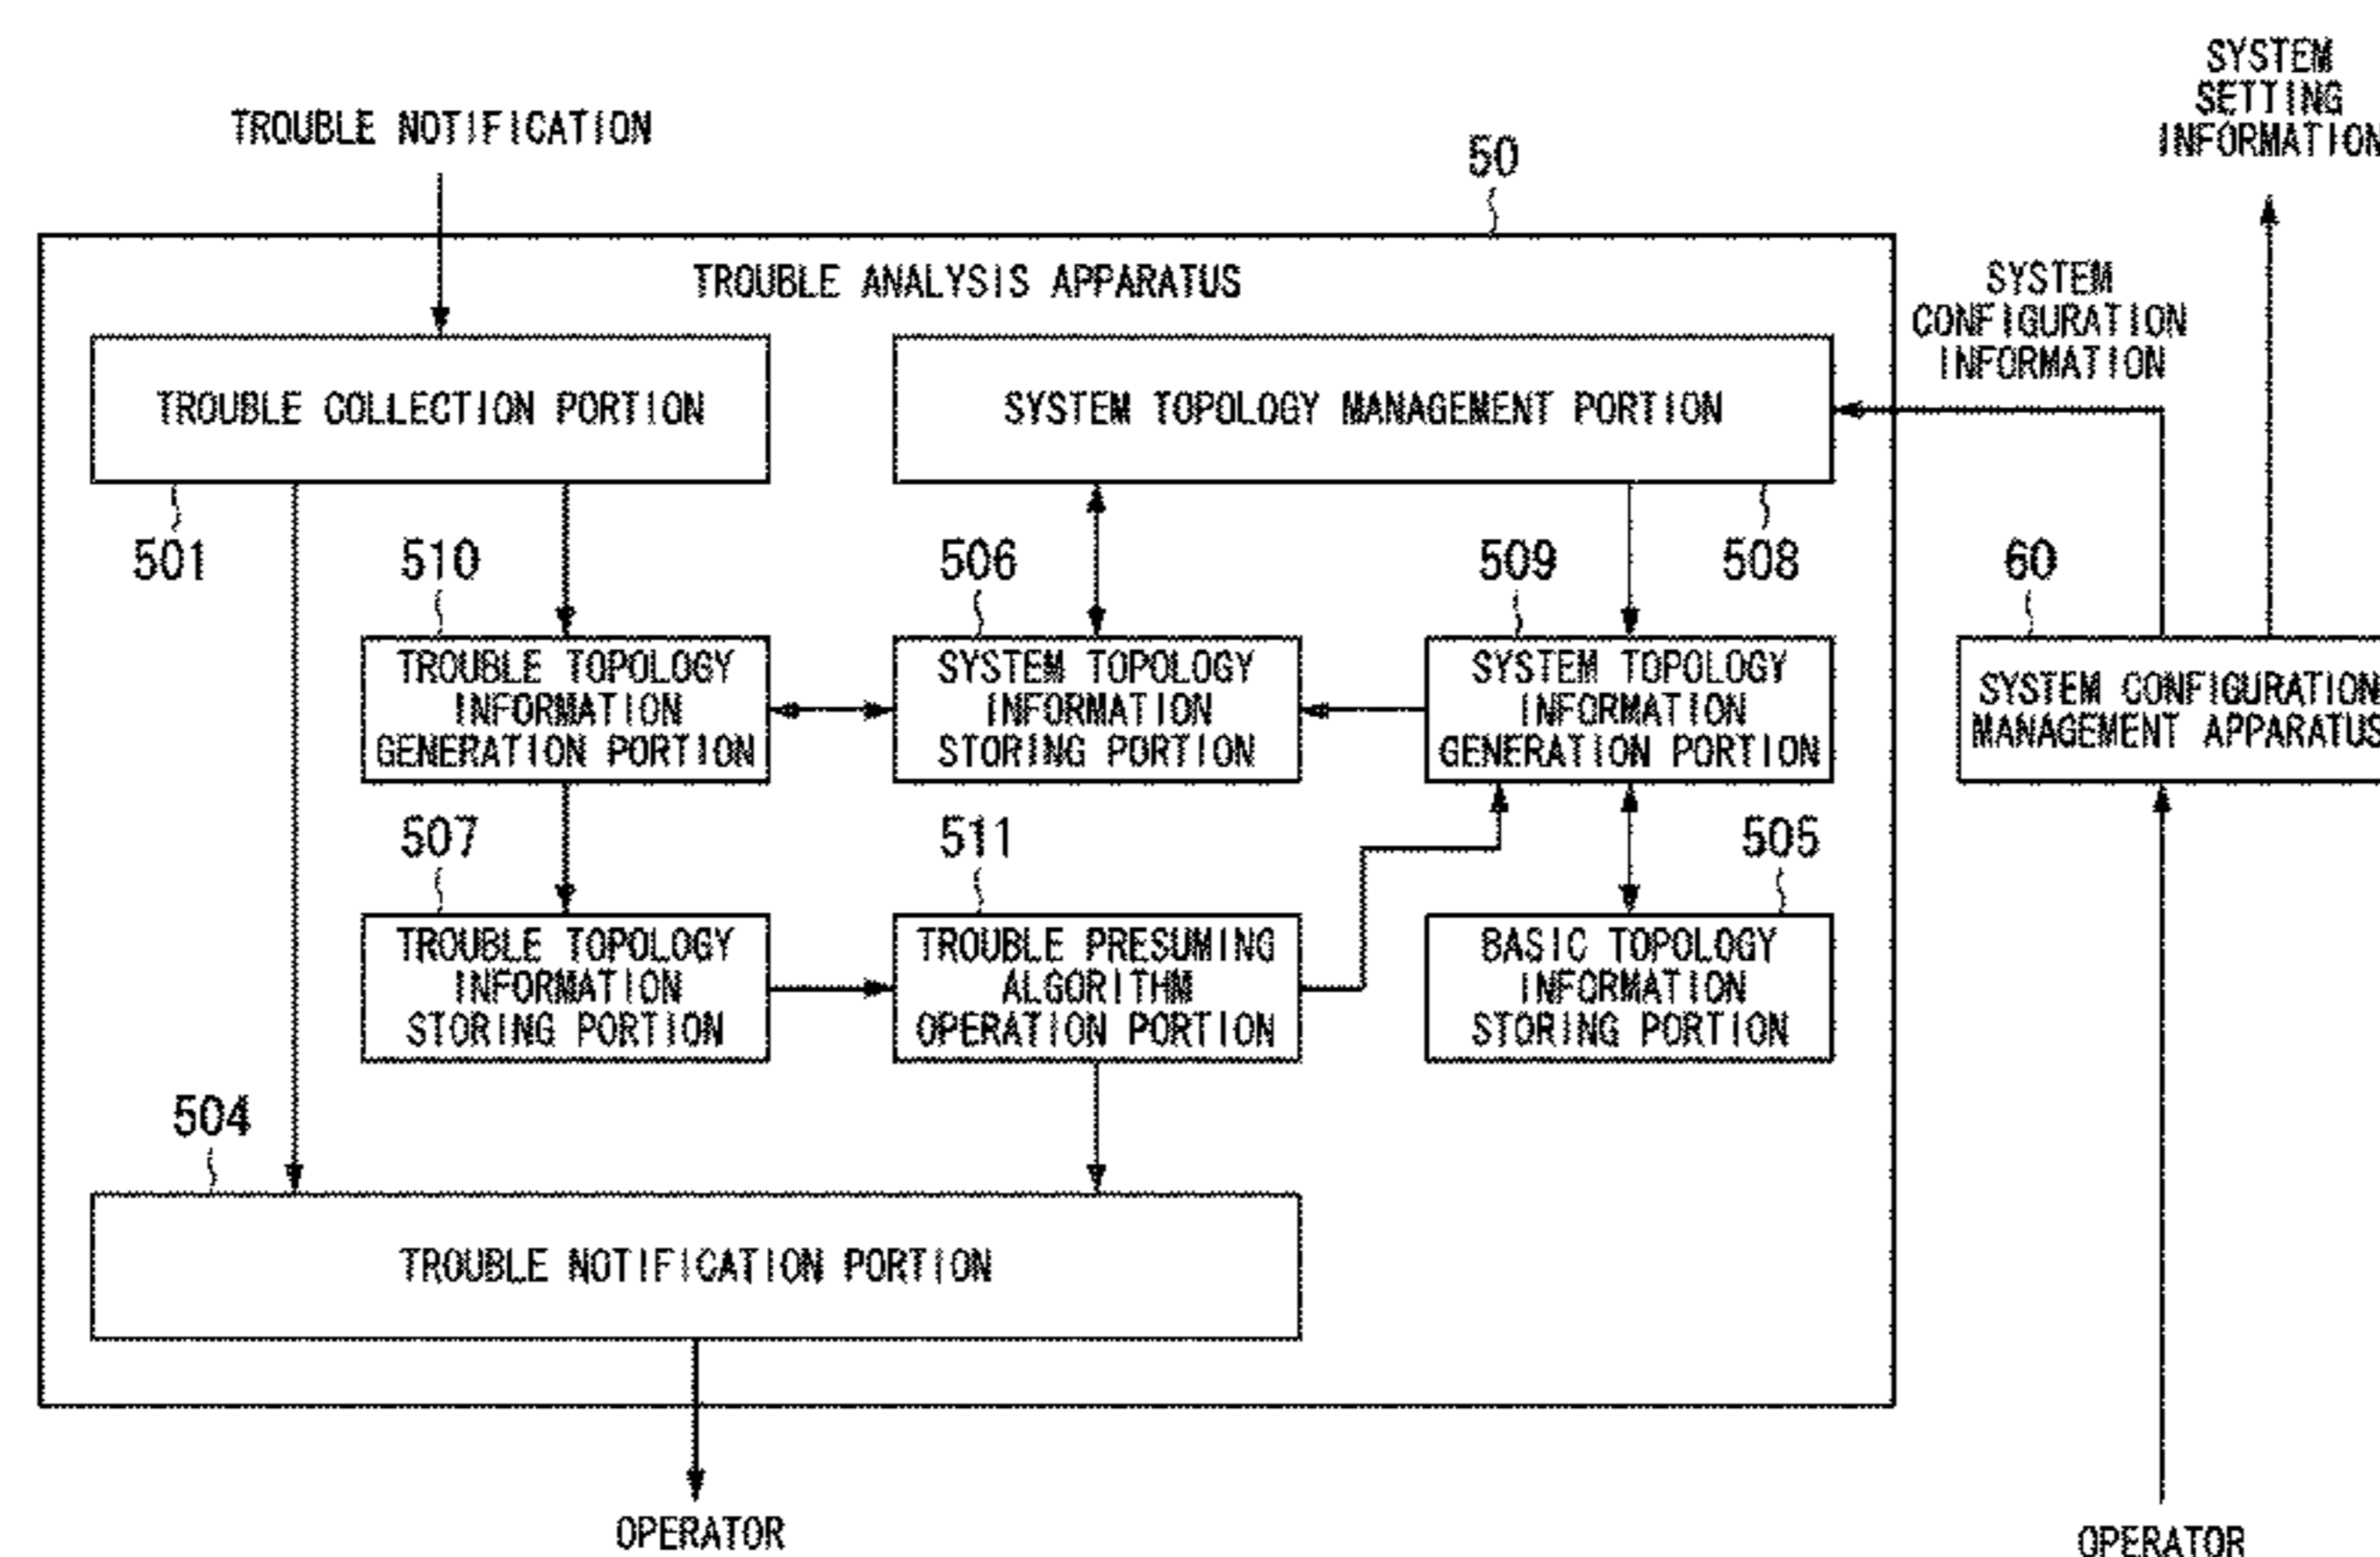 SYSTEM
SETTING
INFORMATION
TROUBLE NOTIFICATION
50
TROUBLE ANALYSIS APPARATUS
SYSTEM
CONFIGURATION
INFORMATION
TROUBLE COLLECTION PORTION
SYSTEM TOPOLOGY MANAGEMENT PORTION
501
510
506
509
508
60
TROUBLE TOPOLOGY
INFORMATION
GENERATION PORTION
SYSTEM TOPOLOGY
INFORMATION
STORING PORTION
SYSTEM TOPOLOGY
INFORMATION
GENERATION PORTION
SYSTEM CONFIGURATION
MANAGEMENT APPARATUS
507
511
505
TROUBLE TOPOLOGY
INFORMATION
STORING PORTION
TROUBLE PRESUMING
ALGORITHM
OPERATION PORTION
BASIC TOPOLOGY
INFORMATION
STORING PORTION
504
TROUBLE NOTIFICATION PORTION
OPERATOR
OPERATOR